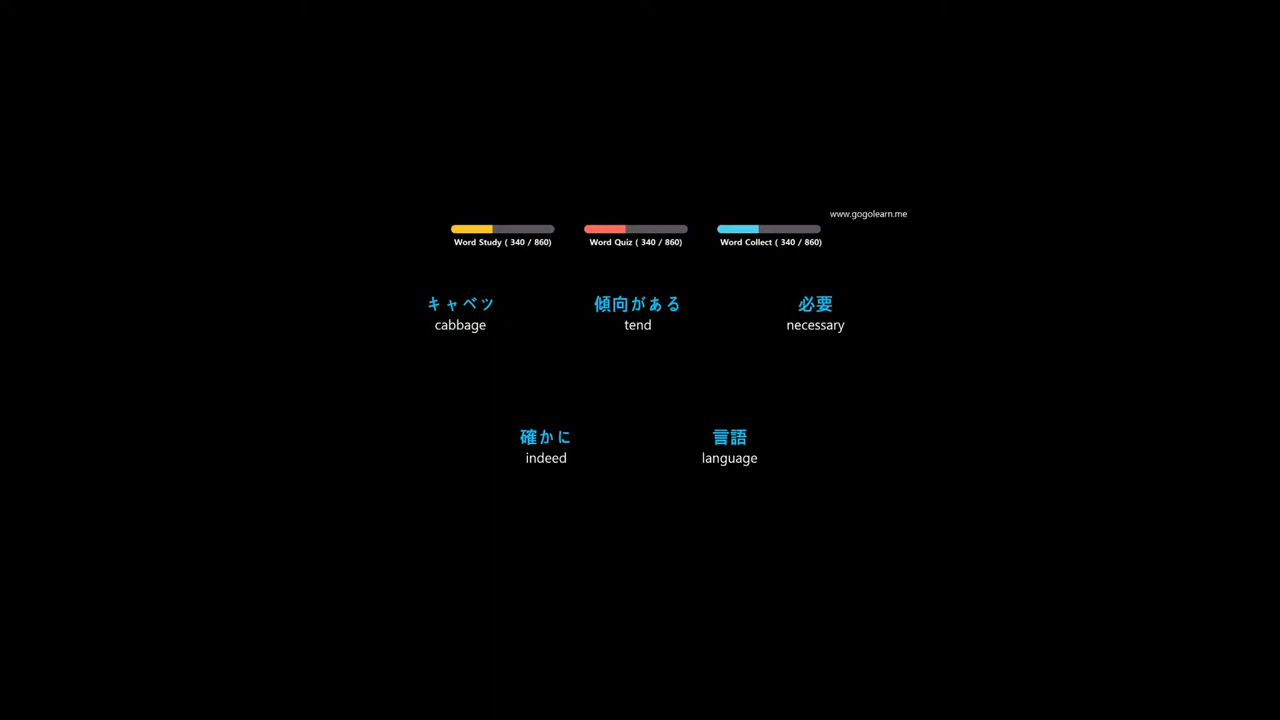 www.gogolearn.me
Word Study ( 340 / 860)
Word Quiz ( 340 / 860)
Word Collect ( 340 / 860)
キャベツ
cabbage
傾向がある
tend
必要
necessary
確かに
indeed
言語
language